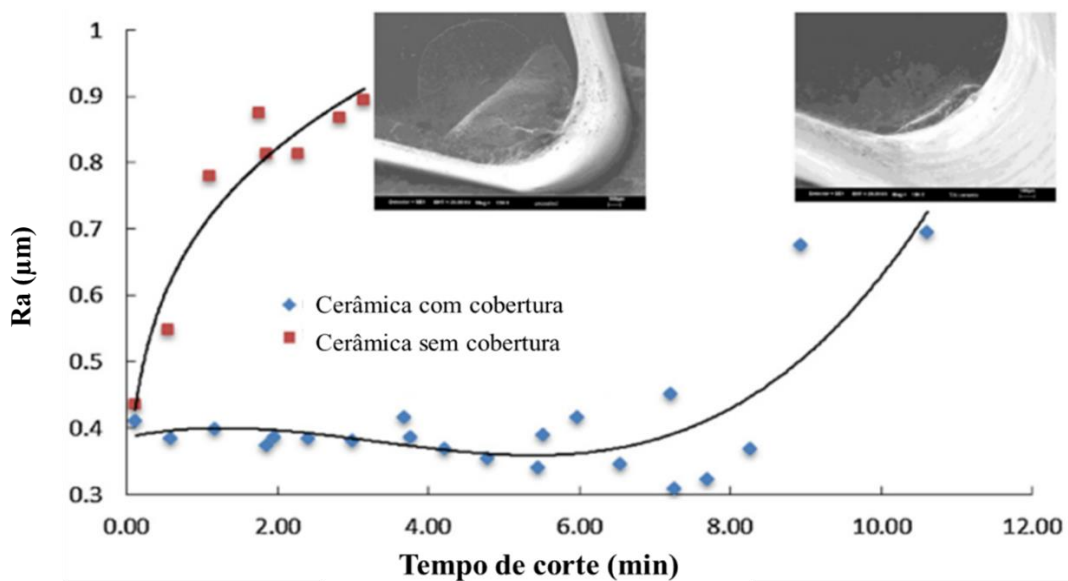 1
0.9
0.8
0.7
0.6
0.5
0.4
0.3
Ra (µm)
Cerâmica com cobertura
Cerâmica sem cobertura
0.00 2.00 4.00 6.00 8.00 10.00 12.00
Tempo de corte (min)